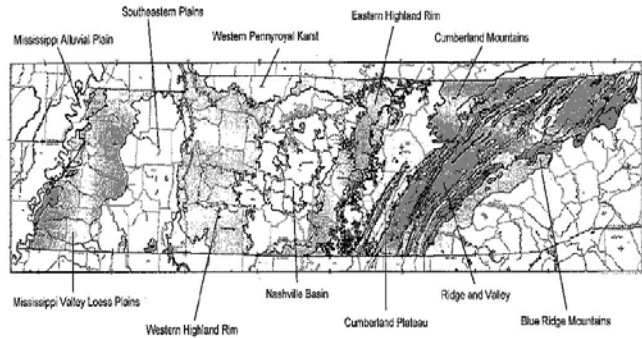 Southeastern Plains
Mississippi Alluvial Plain
Western Pennyroyal Karst
Eastern Highland Rim
Cumberland Mountains
Mississippi Valley Loess Plains
Western Highland Rim
Nashville Basin
Cumberland Plateau
Ridge and Valley
Blue Ridge Mountains